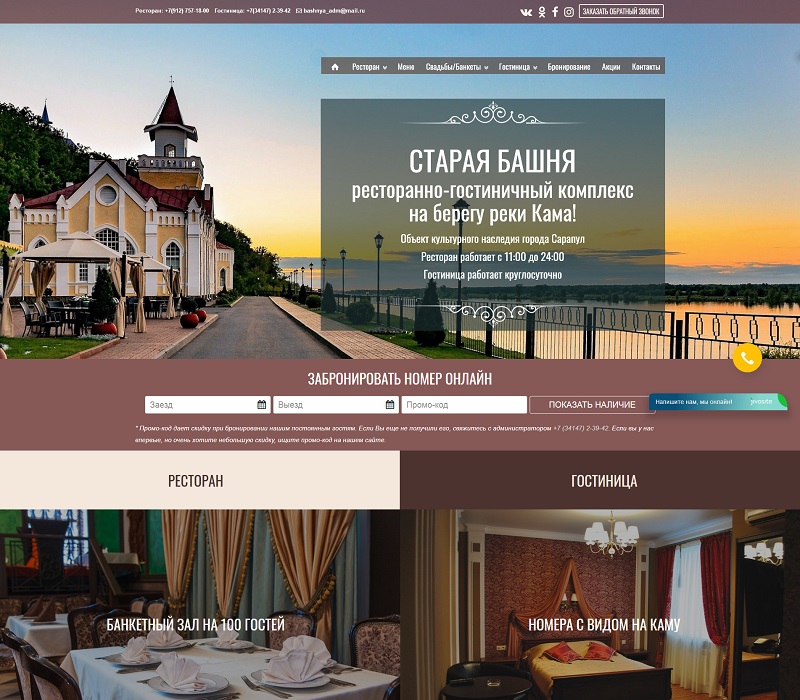 Ресторан: +7(912) 757-18-00 Гостиница: +7(34147) 2-39-42 bashnya_adm@mail.ru
ЗАКАЗАТЬ ОБРАТНЫЙ ЗВОНОК
Ресторан Меню Свадьбы/Банкеты Гостиница Бронирование Акции Контакты
СТАРАЯ БАШНЯ
ресторанно-гостиничный комплекс
на берегу реки Кама!
Объект культурного наследия города Сарапул
Ресторан работает с 11:00 до 24:00
Гостиница работает круглосуточно
ЗАБРОНИРОВАТЬ НОМЕР ОНЛАЙН
Заезд Выезд Промо-код ПОКАЗАТЬ НАЛИЧИЕ
Напишите нам, мы онлайн! jivosite
* Промо-код дает скидку при бронировании нашим постоянным гостям. Если Вы еще не получили его, свяжитесь с администратором +7 (34147) 2-39-42. Если вы у нас
впервые, но очень хотите небольшую скидку, ищите промо-код на нашем сайте.
РЕСТОРАН ГОСТИНИЦА
БАНКЕТНЫЙ ЗАЛ НА 100 ГОСТЕЙ НОМЕРА С ВИДОМ НА КАМУ